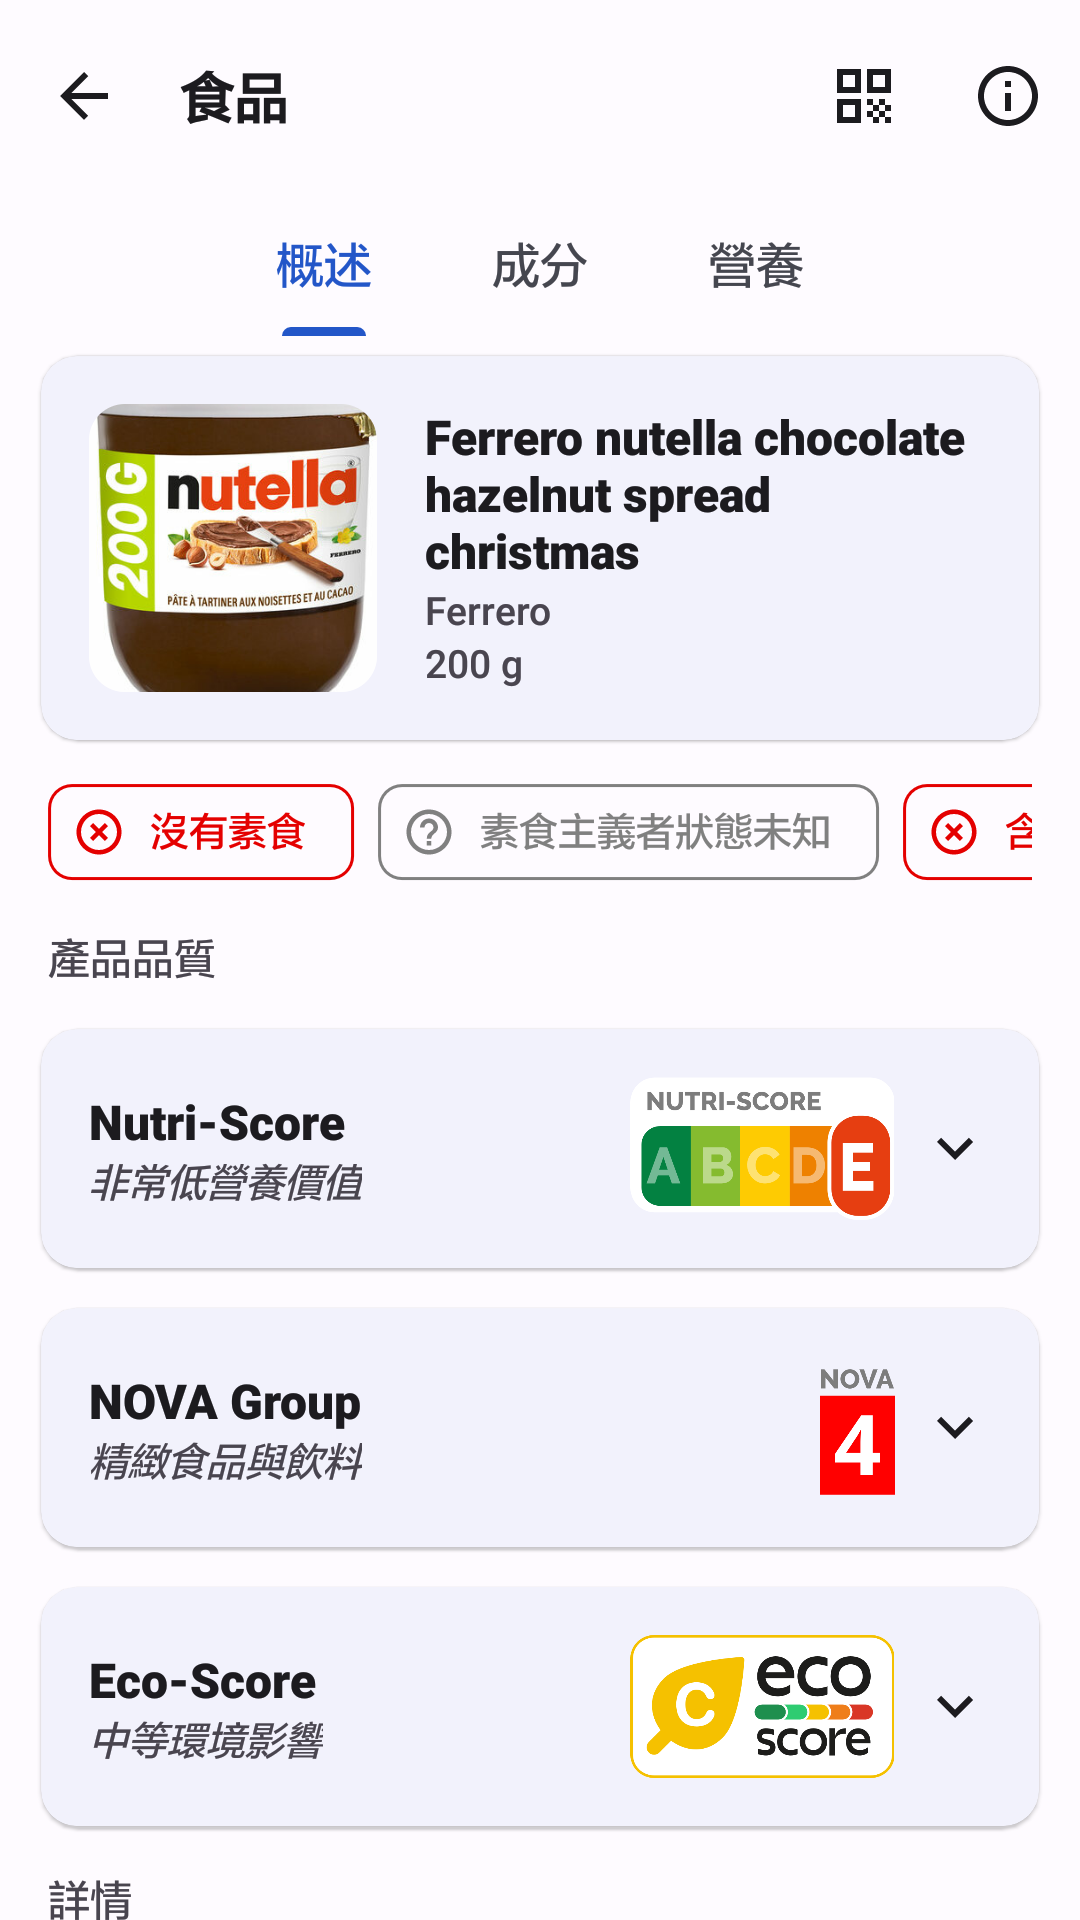 食品
概述 成分 營養
200 G
nutella
FERRERO
PÂTE À TARTINER AUX NOISETTES ET AU CACAO
Ferrero nutella chocolate
hazelnut spread
christmas
Ferrero
200 g
沒有素食 素食主義者狀態未知 含
產品品質
Nutri-Score
非常低營養價值
NUTRI-SCORE
A B C D E
NOVA Group
精緻食品與飲料
NOVA
4
Eco-Score
中等環境影響
C
eco
score
詳情